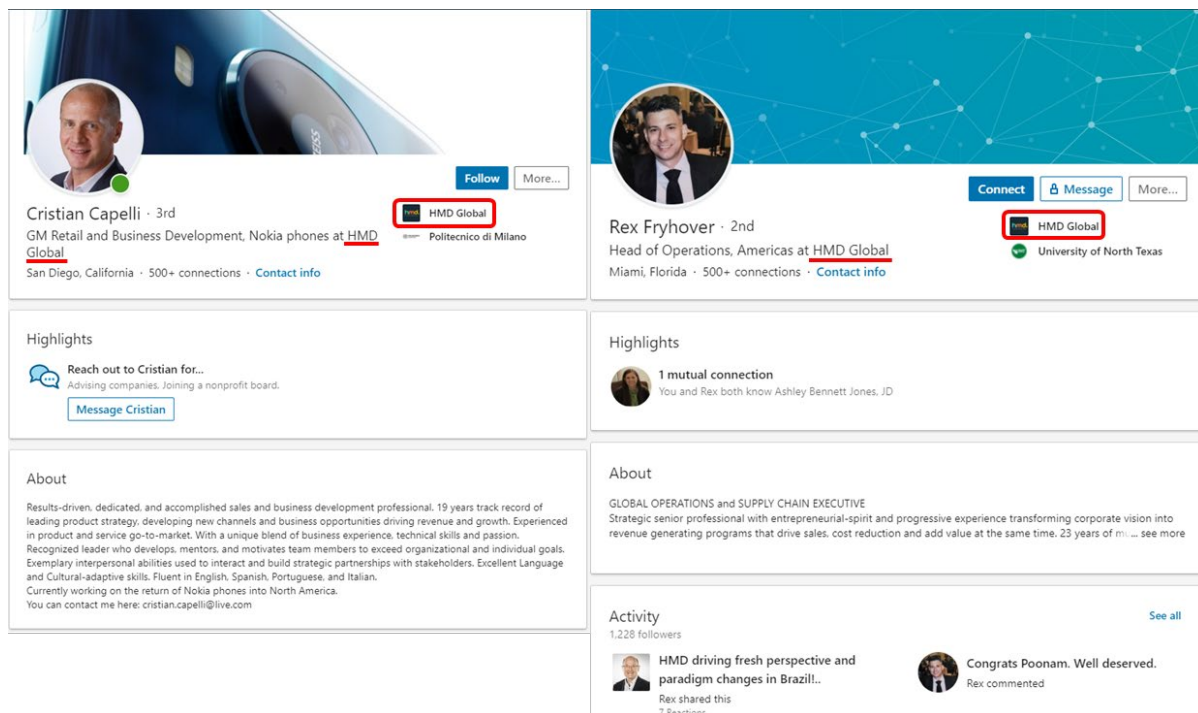 ZEISS
Follow
More...
Cristian Capelli · 3rd
GM Retail and Business Development, Nokia phones at HMD
Global
San Diego, California · 500+ connections · Contact info
hmd.
HMD Global
Politecnico di Milano
Highlights
Reach out to Cristian for...
Advising companies. Joining a nonprofit board.
Message Cristian
About
Results-driven, dedicated, and accomplished sales and business development professional. 19 years track record of
leading product strategy, developing new channels and business opportunities driving revenue and growth. Experienced
in product and service go-to-market. With a unique blend of business experience, technical skills and passion.
Recognized leader who develops, mentors, and motivates team members to exceed organizational and individual goals.
Exemplary interpersonal abilities used to interact and build strategic partnerships with stakeholders. Excellent Language
and Cultural-adaptive skills. Fluent in English, Spanish, Portuguese, and Italian.
Currently working on the return of Nokia phones into North America.
You can contact me here: cristian.capelli@live.com
Connect
Message
More...
Rex Fryhover · 2nd
Head of Operations, Americas at HMD Global
Miami, Florida · 500+ connections · Contact info
hmd.
HMD Global
University of North Texas
Highlights
1 mutual connection
You and Rex both know Ashley Bennett Jones, JD
About
GLOBAL OPERATIONS and SUPPLY CHAIN EXECUTIVE
Strategic senior professional with entrepreneurial-spirit and progressive experience transforming corporate vision into
revenue generating programs that drive sales, cost reduction and add value at the same time. 23 years of ... see more
Activity
See all
1,228 followers
HMD driving fresh perspective and
paradigm changes in Brazil!..
Rex shared this
7 Reactions
Congrats Poonam. Well deserved.
Rex commented